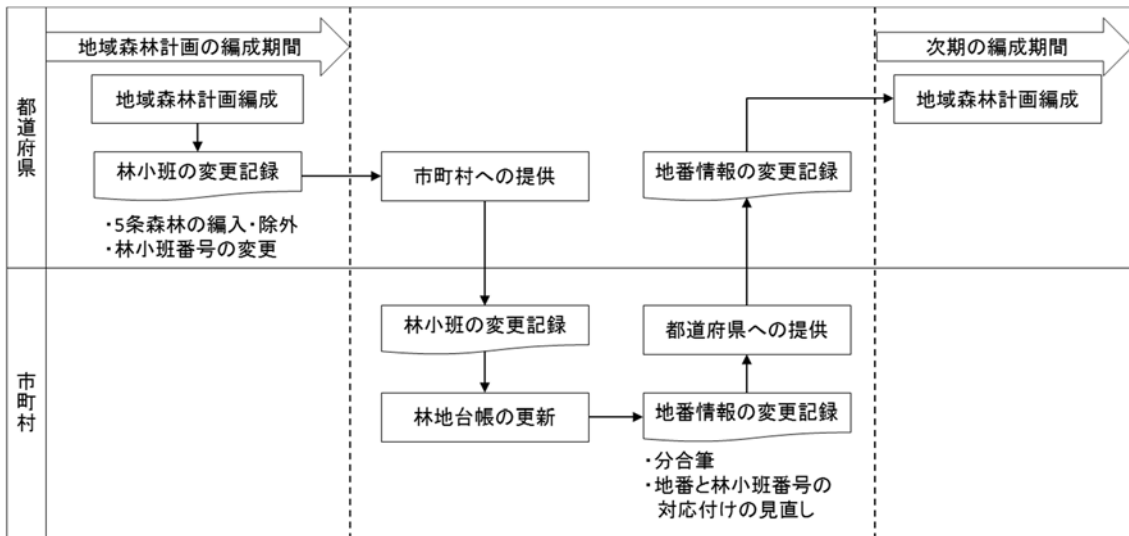 都道府県
地域森林計画の編成期間
地域森林計画編成
林小班の変更記録
・5条森林の編入・除外
・林小班番号の変更
市町村への提供
地番情報の変更記録
次期の編成期間
地域森林計画編成
市町村
林小班の変更記録
林地台帳の更新
都道府県への提供
地番情報の変更記録
・分合筆
・地番と林小班番号の
対応付けの見直し